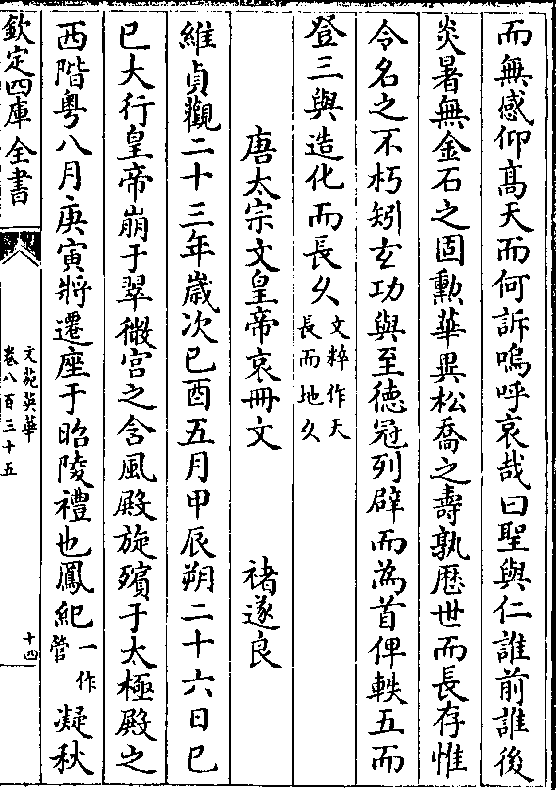 而無感仰髙天而何訴嗚呼哀哉曰聖與仁誰前誰後
炎暑無金石之固勲華異松喬之壽孰歴世而長存惟
令名之不朽矧玄功與至德冠列辟而為首俾軼五而
登三與造化而長久文粹作天長而地久
唐太宗文皇帝哀冊文 褚遂良
維貞觀二十三年歲次己酉五月甲辰朔二十六日己
巳大行皇帝崩于翠微宫之含風殿旋殯于太極殿之
西階粤八月庚寅將遷座于昭陵禮也鳳紀一作管凝秋
欽定四庫全書
文苑英華
卷八百三十五
十四